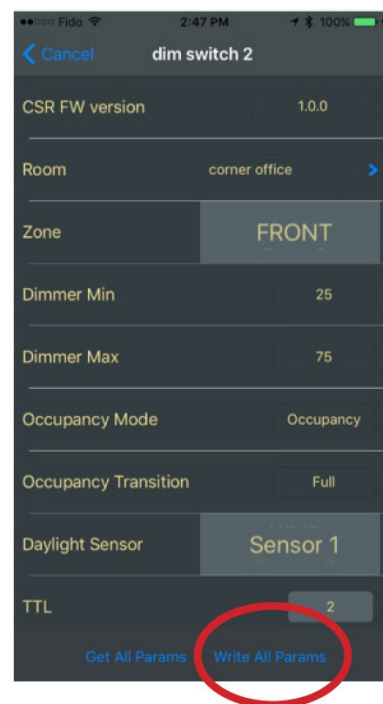 Fido 2:47 PM 100%
Cancel dim switch 2
CSR FW version 1.0.0
Room corner office
Zone FRONT
Dimmer Min 25
Dimmer Max 75
Occupancy Mode Occupancy
Occupancy Transition Full
Daylight Sensor Sensor 1
TTL 2
Get All Params Write All Params